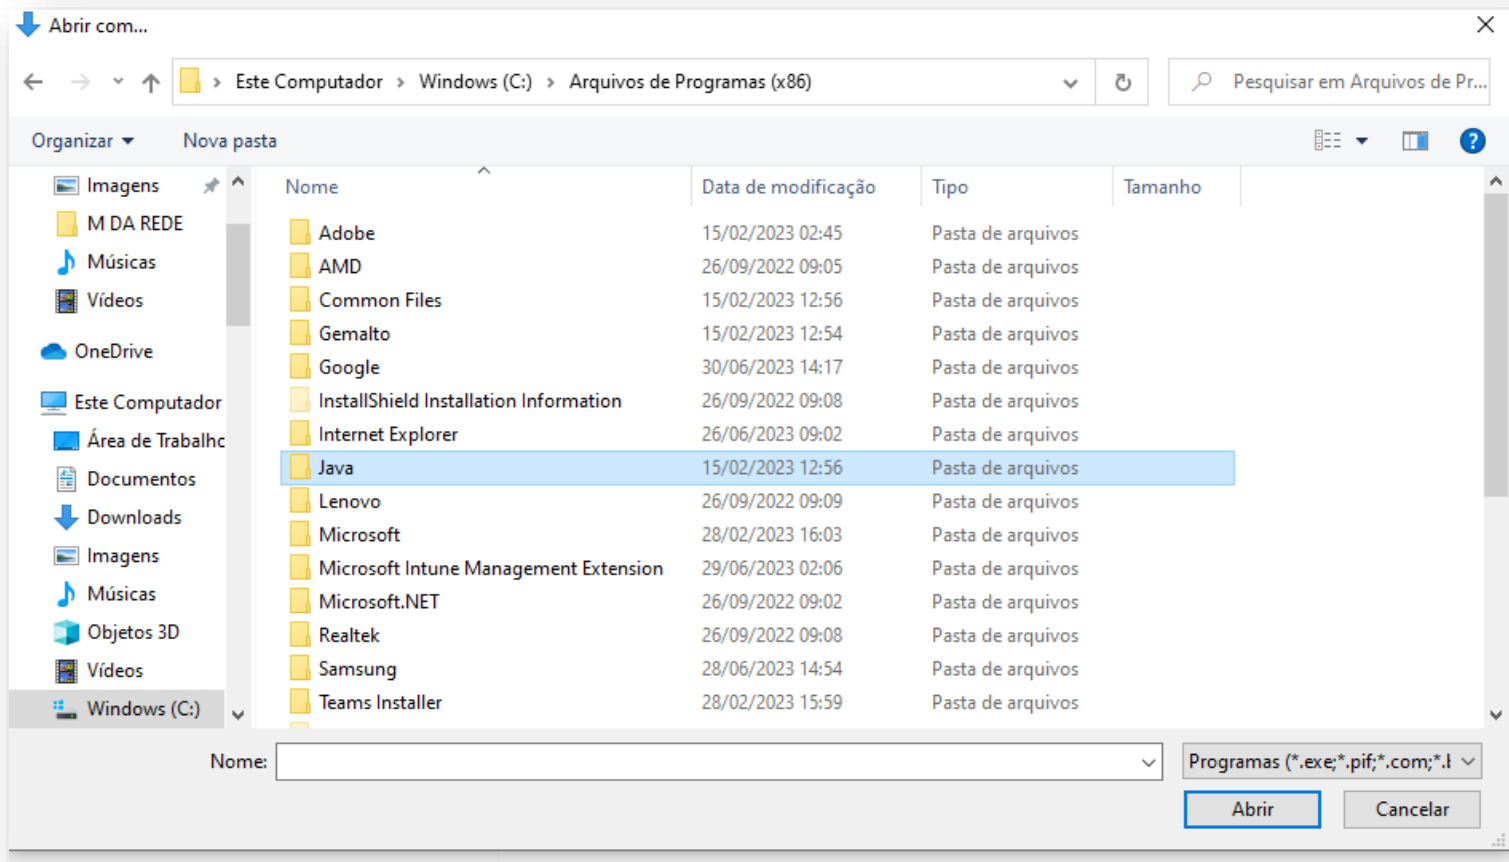 Abrir com...
Este Computador > Windows (C:) > Arquivos de Programas (x86)
Pesquisar em Arquivos de Pr...
Organizar
Nova pasta
Imagens
M DA REDE
Músicas
Vídeos
OneDrive
Este Computador
Área de Trabalho
Documentos
Downloads
Imagens
Músicas
Objetos 3D
Vídeos
Windows (C:)
Nome Data de modificação Tipo Tamanho
Adobe 15/02/2023 02:45 Pasta de arquivos
AMD 26/09/2022 09:05 Pasta de arquivos
Common Files 15/02/2023 12:56 Pasta de arquivos
Gemalto 15/02/2023 12:54 Pasta de arquivos
Google 30/06/2023 14:17 Pasta de arquivos
InstallShield Installation Information 26/09/2022 09:08 Pasta de arquivos
Internet Explorer 26/06/2023 09:02 Pasta de arquivos
Java 15/02/2023 12:56 Pasta de arquivos
Lenovo 26/09/2022 09:09 Pasta de arquivos
Microsoft 28/02/2023 16:03 Pasta de arquivos
Microsoft Intune Management Extension 29/06/2023 02:06 Pasta de arquivos
Microsoft.NET 26/09/2022 09:02 Pasta de arquivos
Realtek 26/09/2022 09:08 Pasta de arquivos
Samsung 28/06/2023 14:54 Pasta de arquivos
Teams Installer 28/02/2023 15:59 Pasta de arquivos
Nome:
Programas (*.exe;*.pif;*.com;*.
Abrir
Cancelar